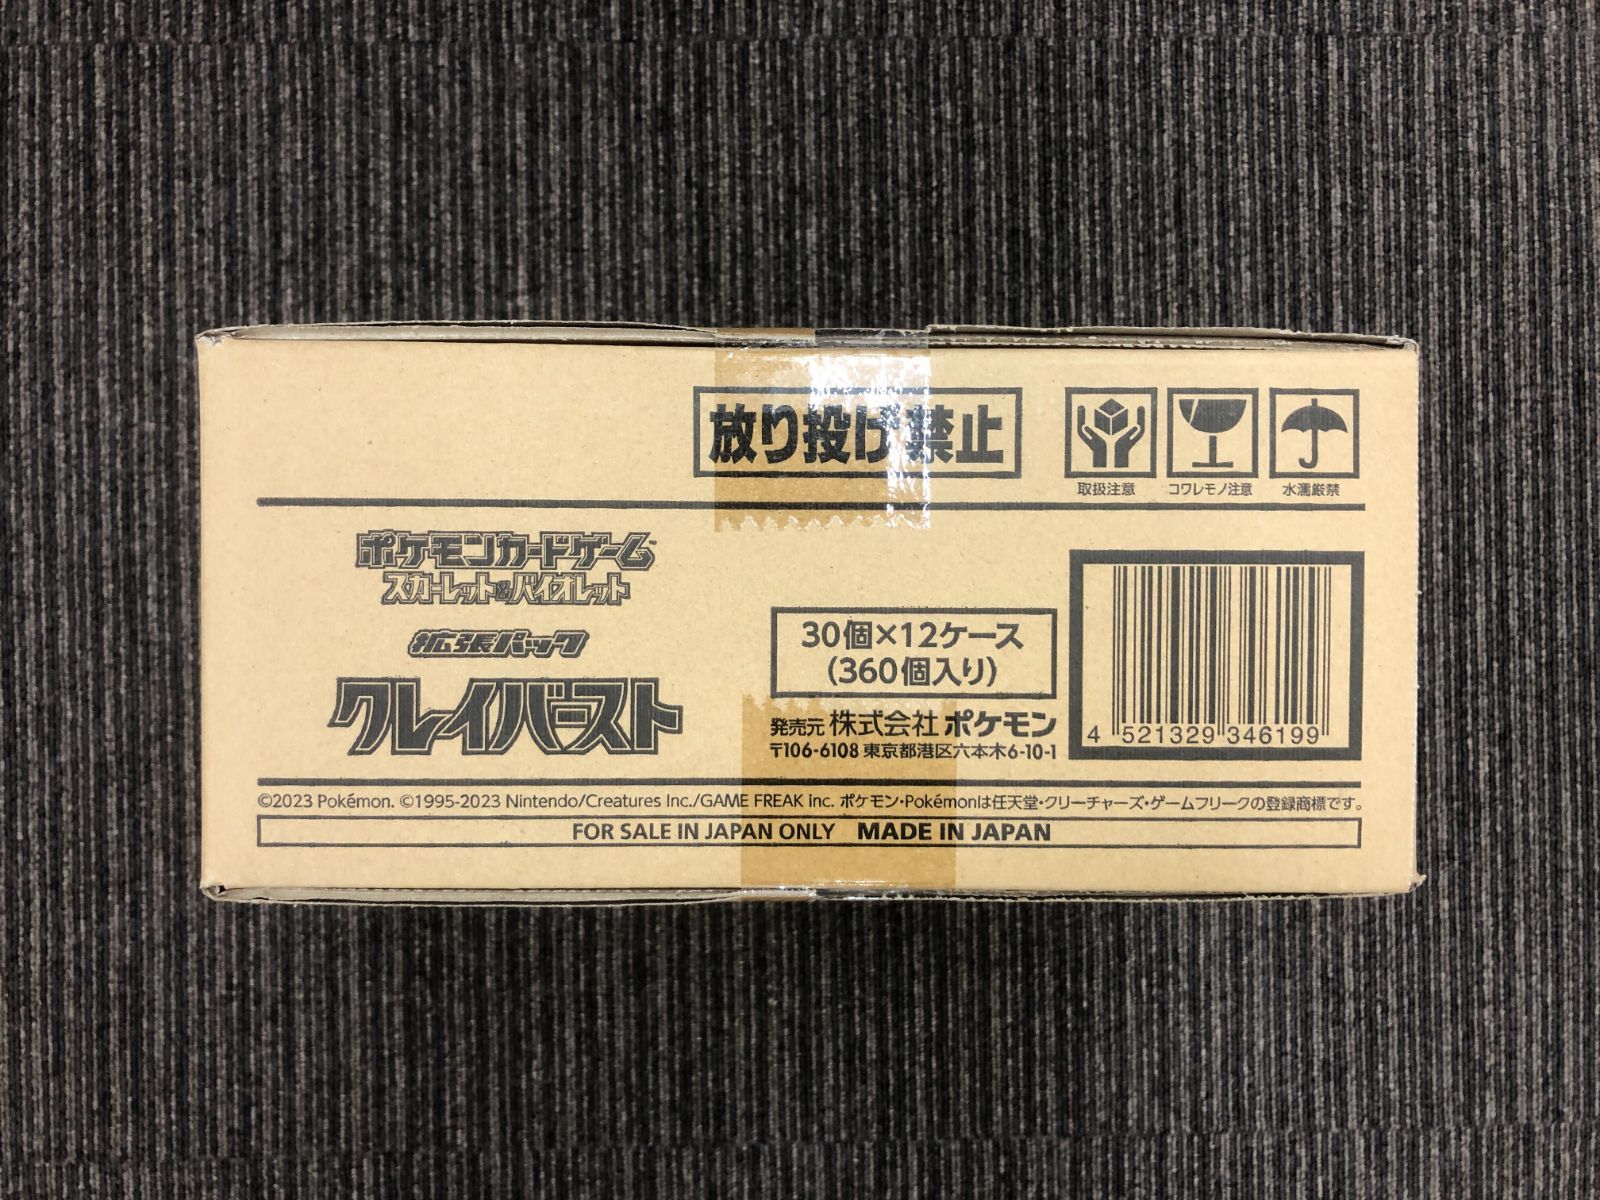 放り投げ禁止
取扱注意
コワレモノ注意
水濡厳禁
ポケモンカードゲーム™
スカーレット&バイオレット
拡張パック
クレイバースト
30個×12ケース
(360個入り)
発売元 株式会社 ポケモン
〒106-6108 東京都港区六本木6-10-1
4 521329 346199
©2023 Pokémon. ©1995-2023 Nintendo/Creatures Inc./GAME FREAK inc. ポケモン・Pokémonは任天堂・クリーチャーズ・ゲームフリークの登録商標です。
FOR SALE IN JAPAN ONLY MADE IN JAPAN